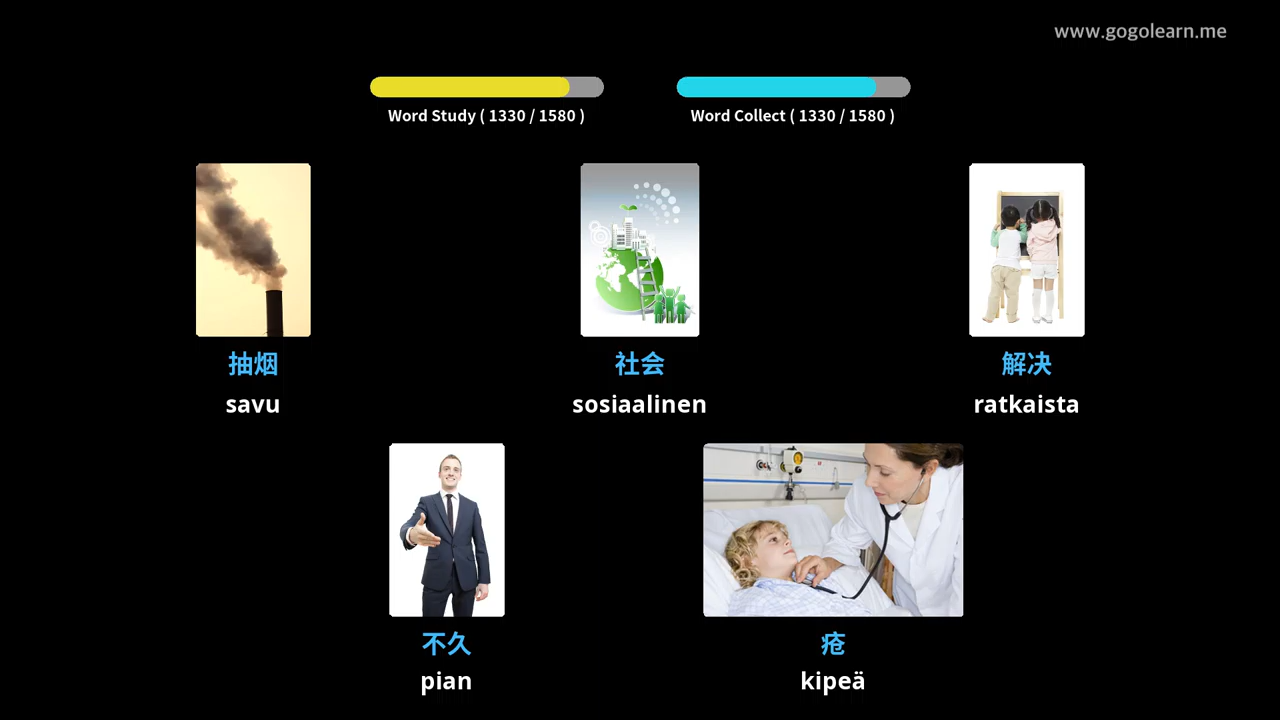 www.gogolearn.me
Word Study ( 1330 / 1580 )
Word Collect ( 1330 / 1580 )
抽烟
社会
解决
savu
sosiaalinen
ratkaista
不久
疮
pian
kipeä